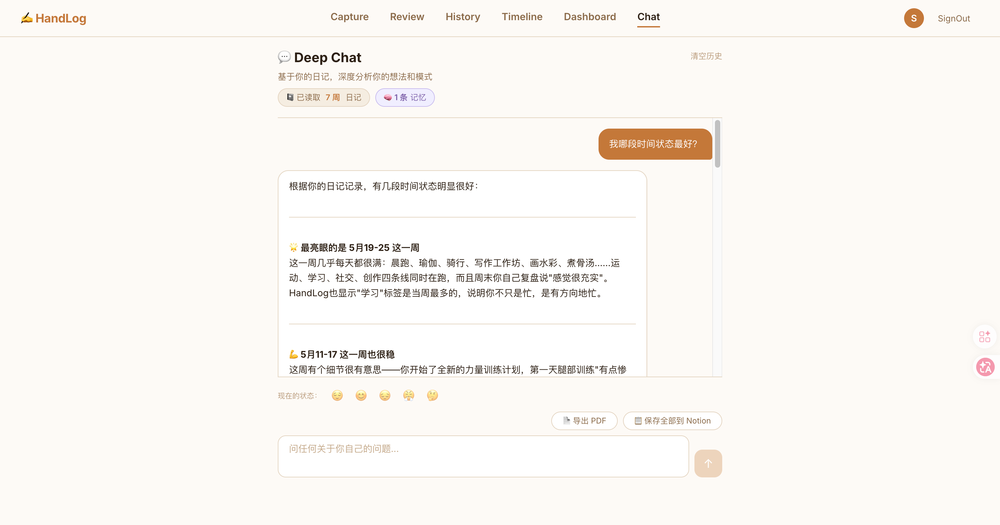 ✍️ HandLog
Capture
Review
History
Timeline
Dashboard
Chat
S
SignOut
💬 Deep Chat
清空历史
基于你的日记，深度分析你的想法和模式
📓 已读取 7 周 日记
🧠 1 条 记忆
我哪段时间状态最好？
根据你的日记记录，有几段时间状态明显很好：
🌟 最亮眼的是 5月19-25 这一周
这一周几乎每天都很满：晨跑、瑜伽、骑行、写作工作坊、画水彩、煮骨汤……运
动、学习、社交、创作四条线同时在跑，而且周末你自己复盘说"感觉很充实"。
HandLog也显示"学习"标签是当周最多的，说明你不只是忙，是有方向地忙。
💪 5月11-17 这一周也很稳
这周有个细节很有意思——你开始了全新的力量训练计划，第一天腿部训练"有点惨
现在的状态：
📄 导出 PDF
📋 保存全部到 Notion
问任何关于你自己的问题...